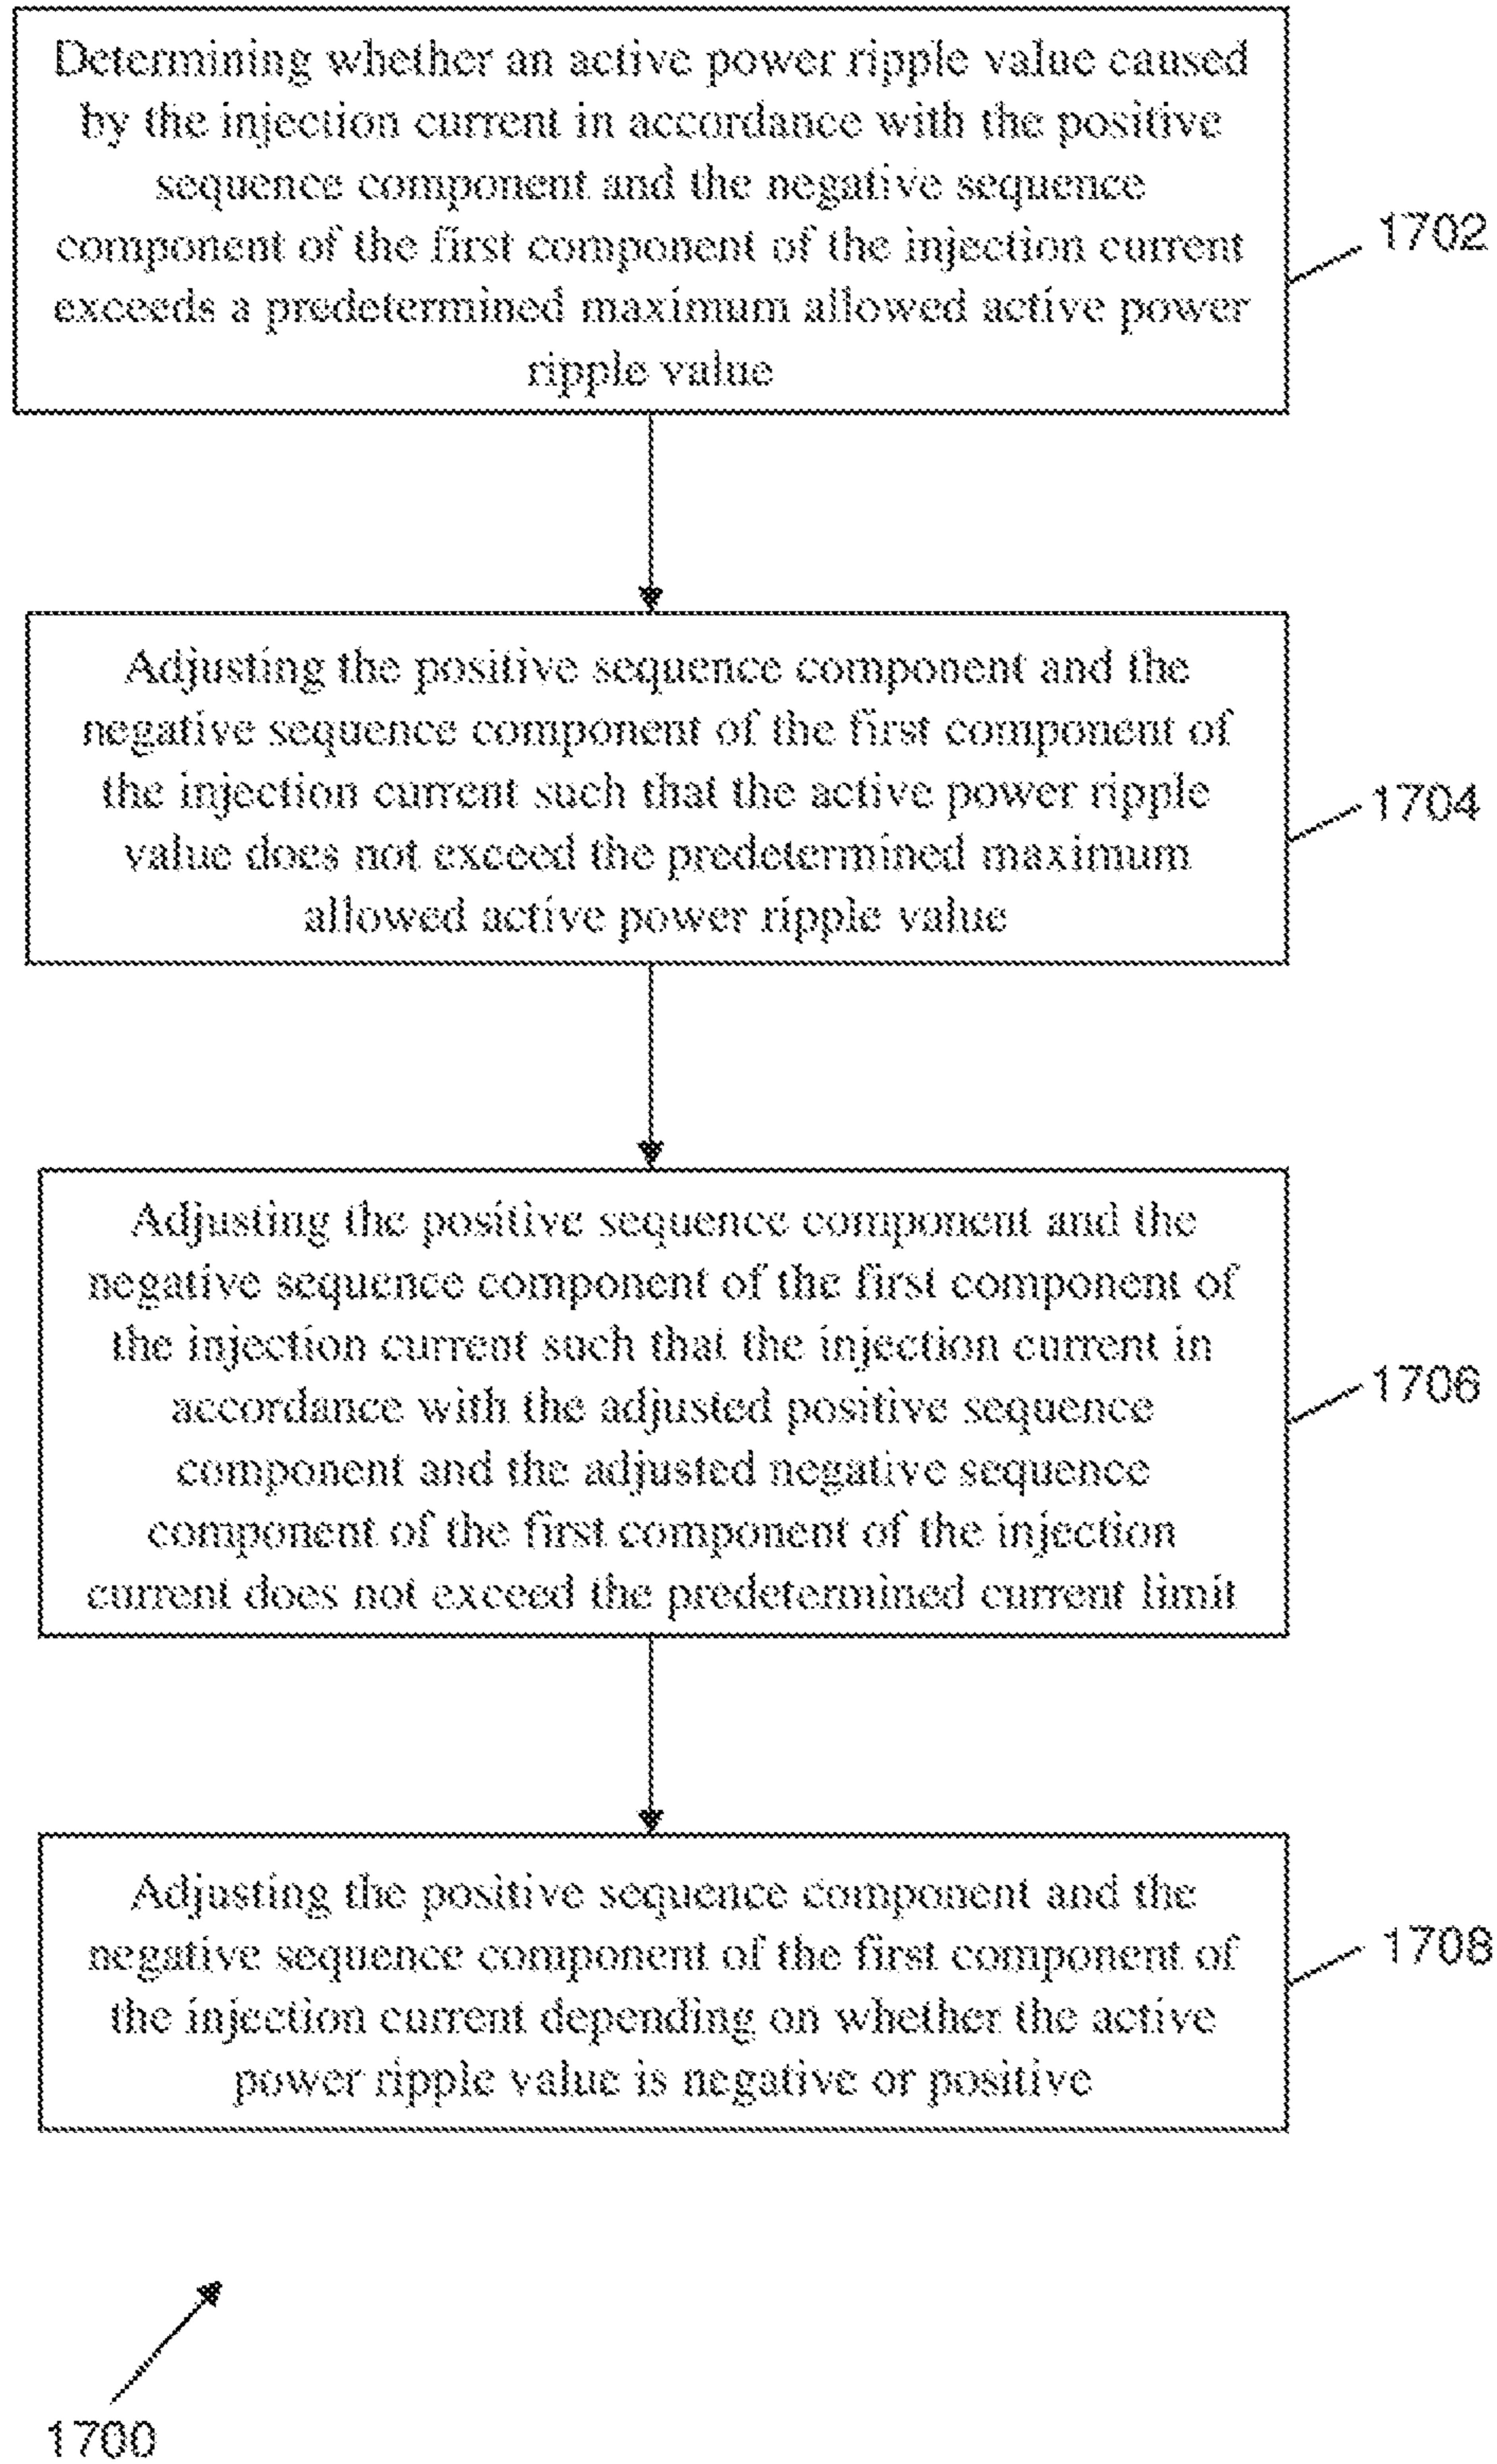 Determining whether an active power ripple value caused
by the injection current in accordance with the positive
sequence component and the negative sequence
component of the first component of the injection current
exceeds a predetermined maximum allowed active power
ripple value
1702
Adjusting the positive sequence component and the
negative sequence component of the first component of
the injection current such that the active power ripple
value does not exceed the predetermined maximum
allowed active power ripple value
1704
Adjusting the positive sequence component and the
negative sequence component of the first component of
the injection current such that the injection current in
accordance with the adjusted positive sequence
component and the adjusted negative sequence
component of the first component of the injection
current does not exceed the predetermined current limit
1706
Adjusting the positive sequence component and the
negative sequence component of the first component of
the injection current depending on whether the active
power ripple value is negative or positive
1708
1700